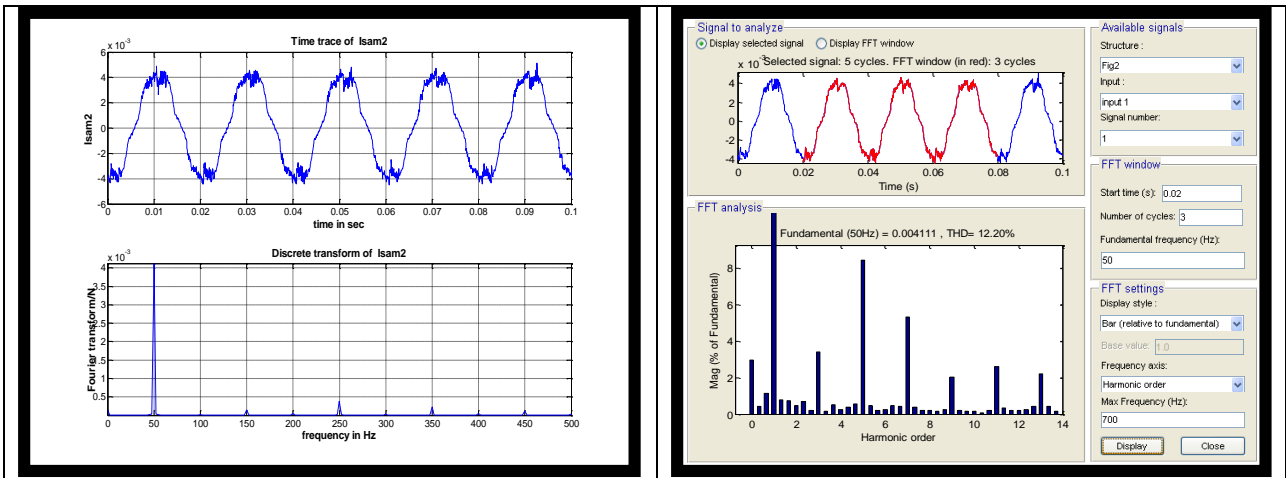 Time trace of Isam2
x 10^-3
6
4
2
0
-2
-4
-6
Isam2
0 0.01 0.02 0.03 0.04 0.05 0.06 0.07 0.08 0.09 0.1
time in sec
Discrete transform of Isam2
x 10^-3
4
3.5
3
2.5
2
1.5
1
0.5
Fourier transform/N
0 50 100 150 200 250 300 350 400 450 500
frequency in Hz
Signal to analyze
Display selected signal Display FFT window
x 10^-3 Selected signal: 5 cycles. FFT window (in red): 3 cycles
4
2
0
-2
-4
0 0.02 0.04 0.06 0.08 0.1
Time (s)
FFT analysis
Fundamental (50Hz) = 0.004111 , THD= 12.20%
8
6
4
2
0
Mag (% of Fundamental)
0 2 4 6 8 10 12 14
Harmonic order
Available signals
Structure :
Fig2
Input :
input 1
Signal number:
1
FFT window
Start time (s): 0.02
Number of cycles: 3
Fundamental frequency (Hz):
50
FFT settings
Display style :
Bar (relative to fundamental)
Base value: 1.0
Frequency axis:
Harmonic order
Max Frequency (Hz):
700
Display Close